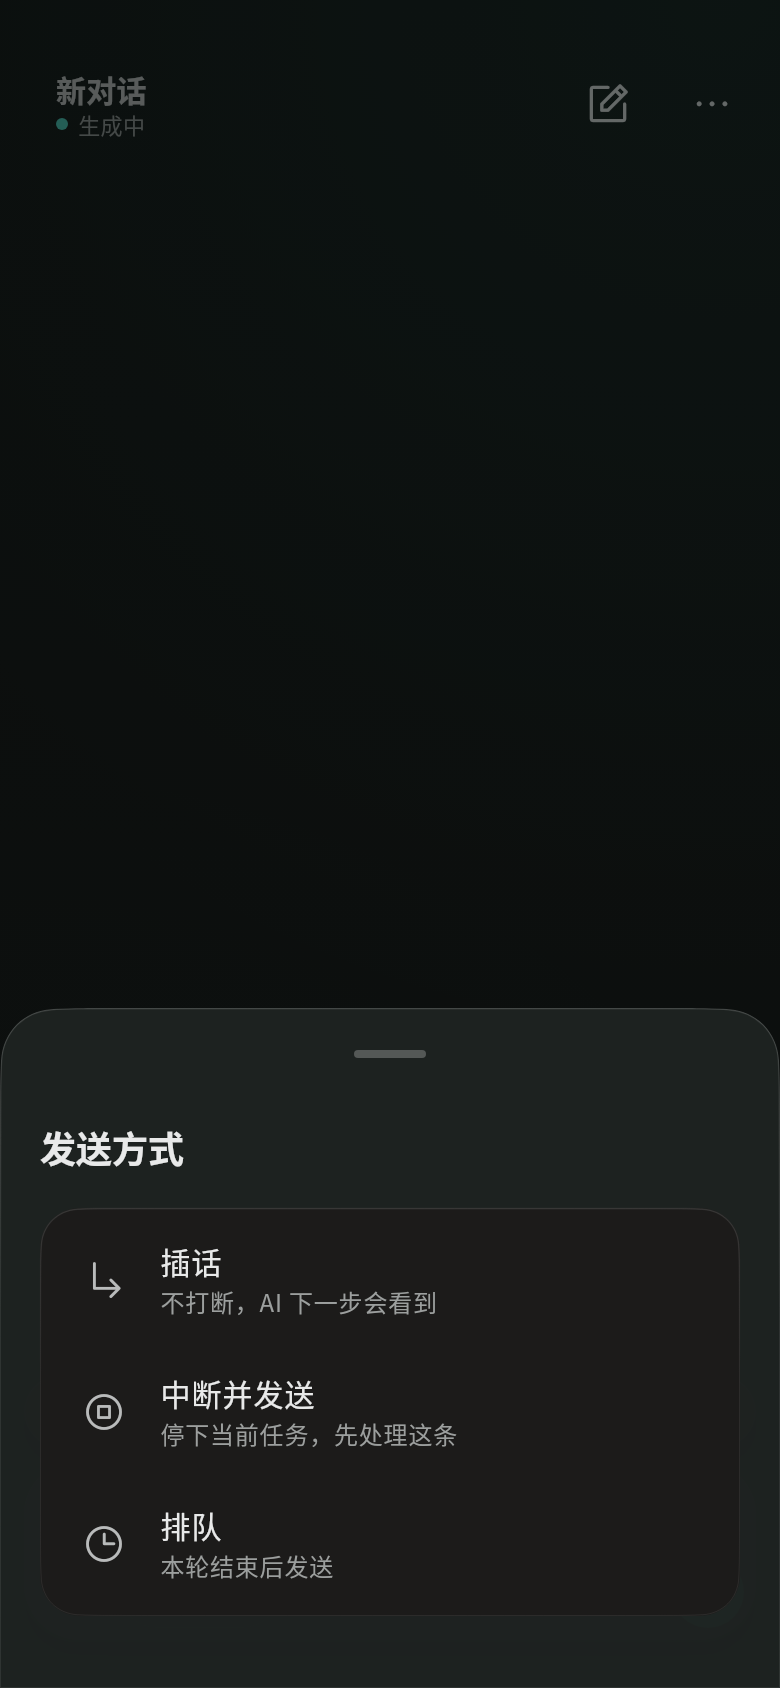 新对话
生成中
发送方式
插话
不打断，AI 下一步会看到
中断并发送
停下当前任务，先处理这条
排队
本轮结束后发送